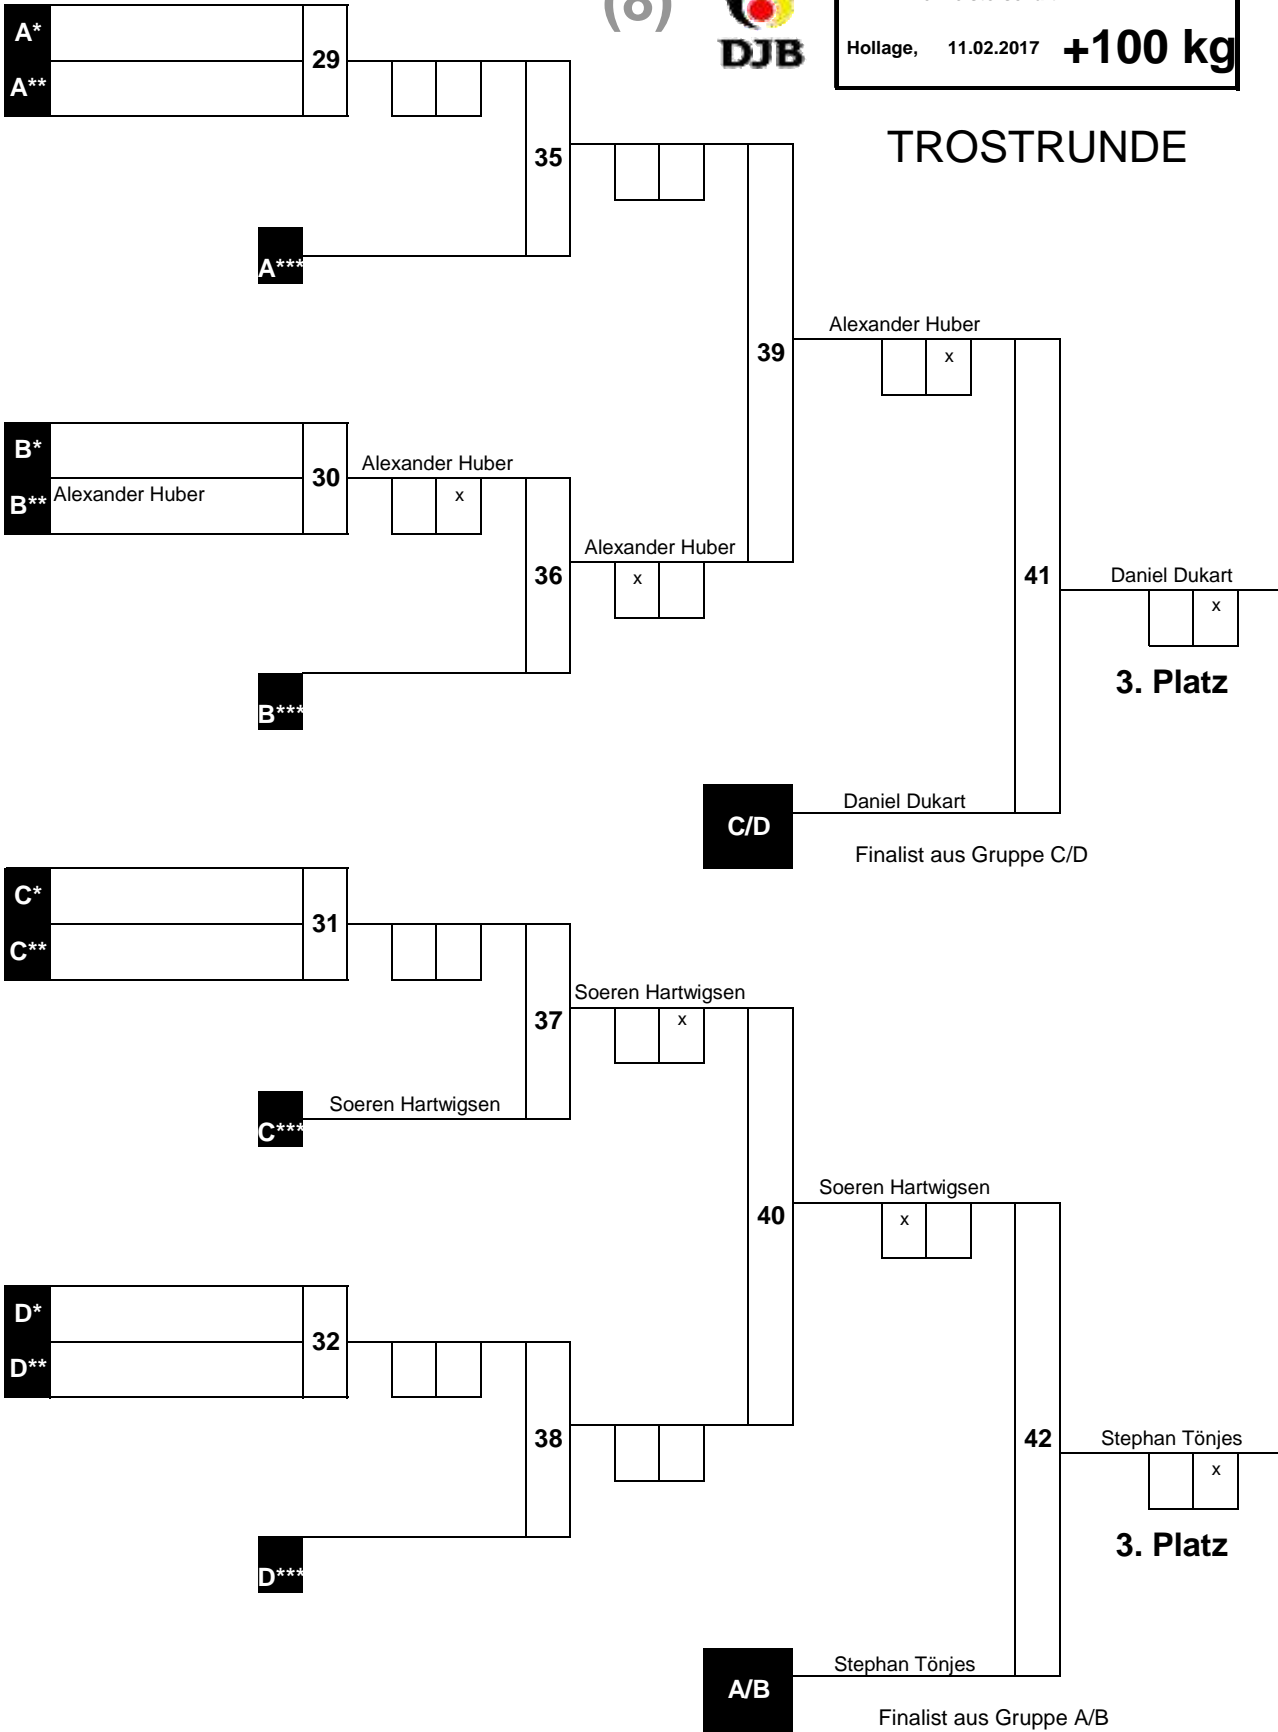 (8)
DJB
Hollage, 11.02.2017 +100 kg
TROSTRUNDE
A*
A**
29
35
A***
39
Alexander Huber
x
B*
B** Alexander Huber
30
Alexander Huber
x
36
Alexander Huber
x
B***
41
Daniel Dukart
x
3. Platz
C/D
Daniel Dukart
Finalist aus Gruppe C/D
C*
C**
31
37
Soeren Hartwigsen
x
C***
Soeren Hartwigsen
40
Soeren Hartwigsen
x
D*
D**
32
38
D***
42
Stephan Tönjes
x
3. Platz
A/B
Stephan Tönjes
Finalist aus Gruppe A/B